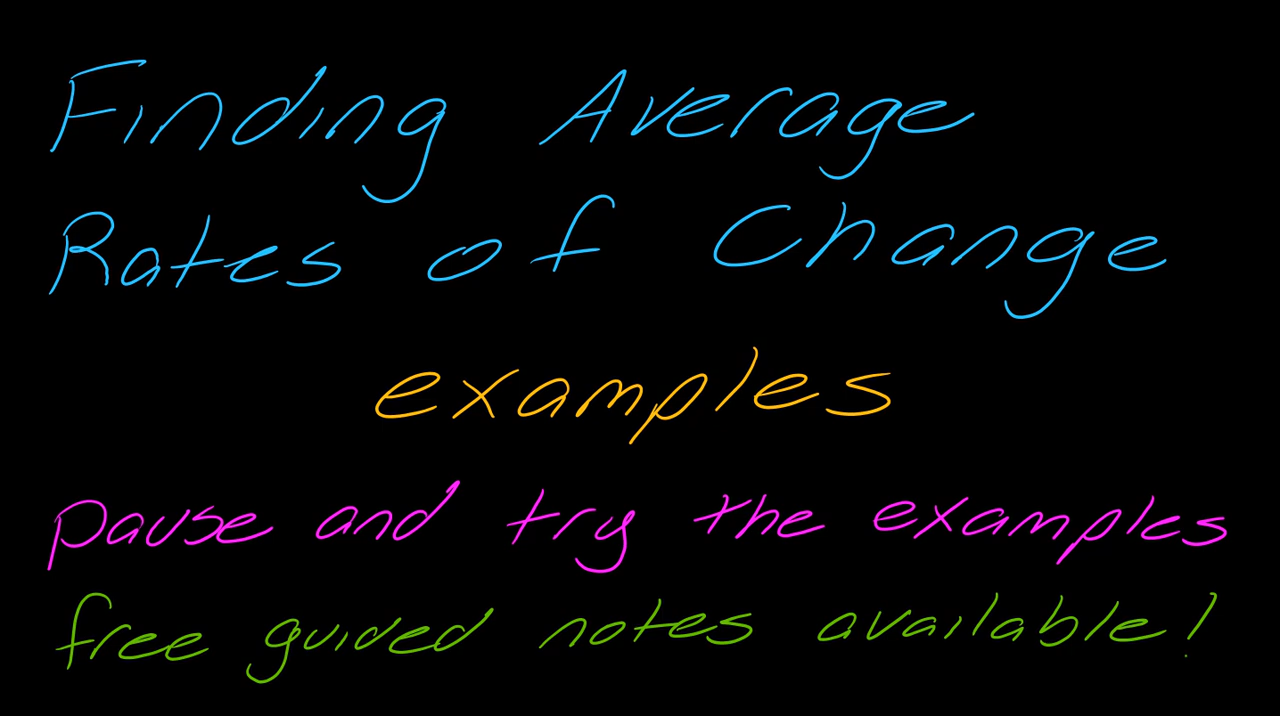 Finding Average
Rates of Change
examples
pause and try the examples
free guided notes available!